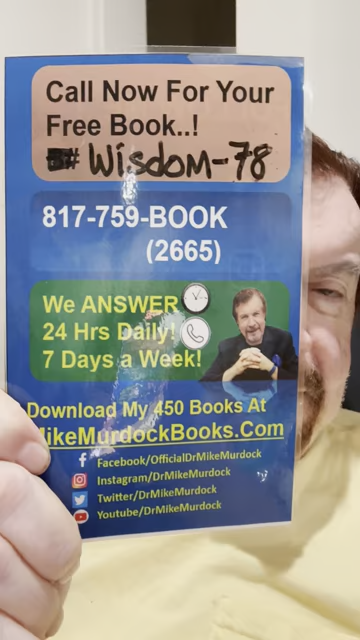 Call Now For Your
Free Book..!
# Wisdom-78
817-759-BOOK
(2665)
We ANSWER
24 Hrs Daily!
7 Days a Week!
Download My 450 Books At
MikeMurdockBooks.Com
Facebook/OfficialDrMikeMurdock
Instagram/DrMikeMurdock
Twitter/DrMikeMurdock
Youtube/DrMikeMurdock